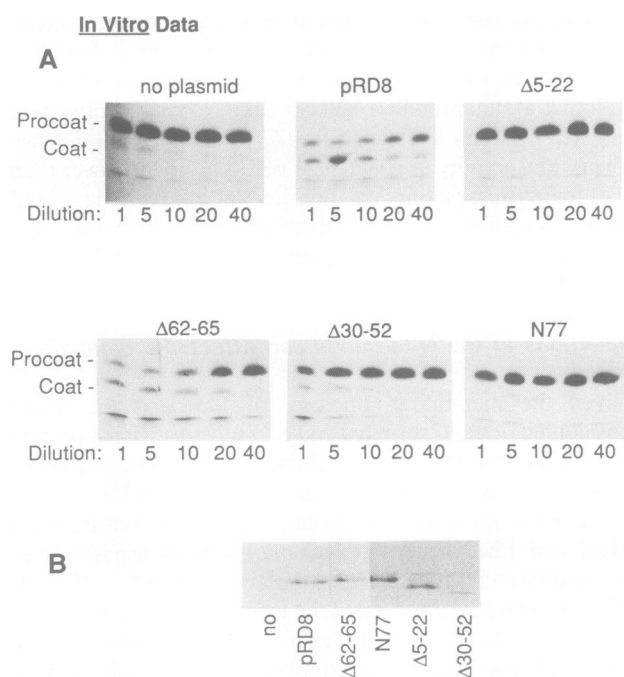 In Vitro Data
A
no plasmid pRD8 Δ5-22
Procoat -
Coat -
Dilution: 1 5 10 20 40 1 5 10 20 40 1 5 10 20 40
Δ62-65 Δ30-52 N77
Procoat -
Coat -
Dilution: 1 5 10 20 40 1 5 10 20 40 1 5 10 20 40
B
no pRD8 Δ62-65 N77 Δ5-22 Δ30-52